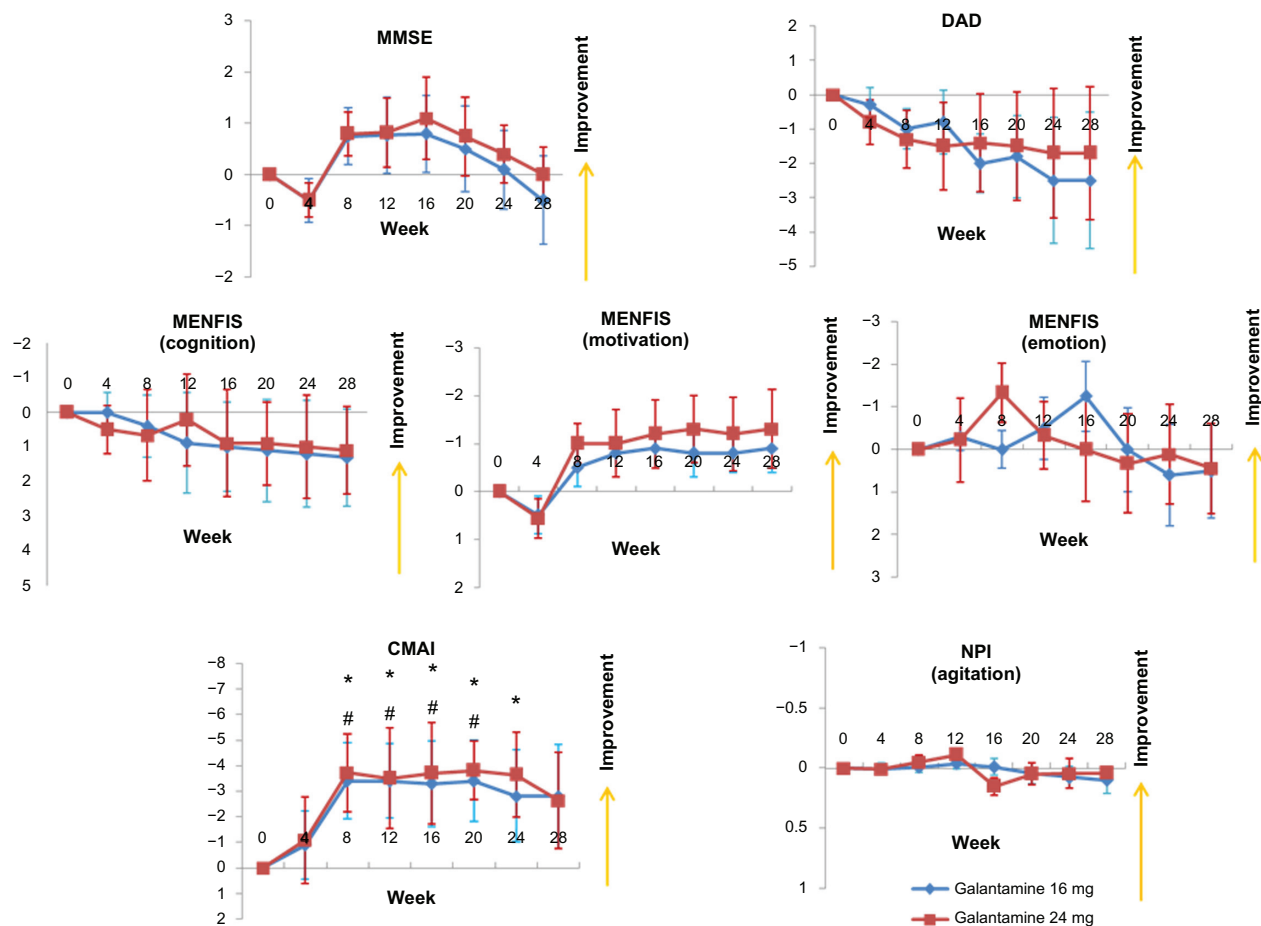 MMSE
3
2
1
0
−1
−2
0 4 8 12 16 20 24 28
Week
Improvement
DAD
2
1
0
−1
−2
−3
−4
−5
0 4 8 12 16 20 24 28
Week
Improvement
MENFIS
(cognition)
−2
−1
0
1
2
3
4
5
0 4 8 12 16 20 24 28
Week
Improvement
MENFIS
(motivation)
−3
−2
−1
0
1
2
0 4 8 12 16 20 24 28
Week
Improvement
MENFIS
(emotion)
−3
−2
−1
0
1
2
3
0 4 8 12 16 20 24 28
Week
Improvement
CMAI
−8
−7
−6
−5
−4
−3
−2
−1
0
1
2
* * * * *
# # # #
0 4 8 12 16 20 24 28
Week
Improvement
NPI
(agitation)
−1
−0.5
0
0.5
1
0 4 8 12 16 20 24 28
Week
Improvement
Galantamine 16 mg
Galantamine 24 mg